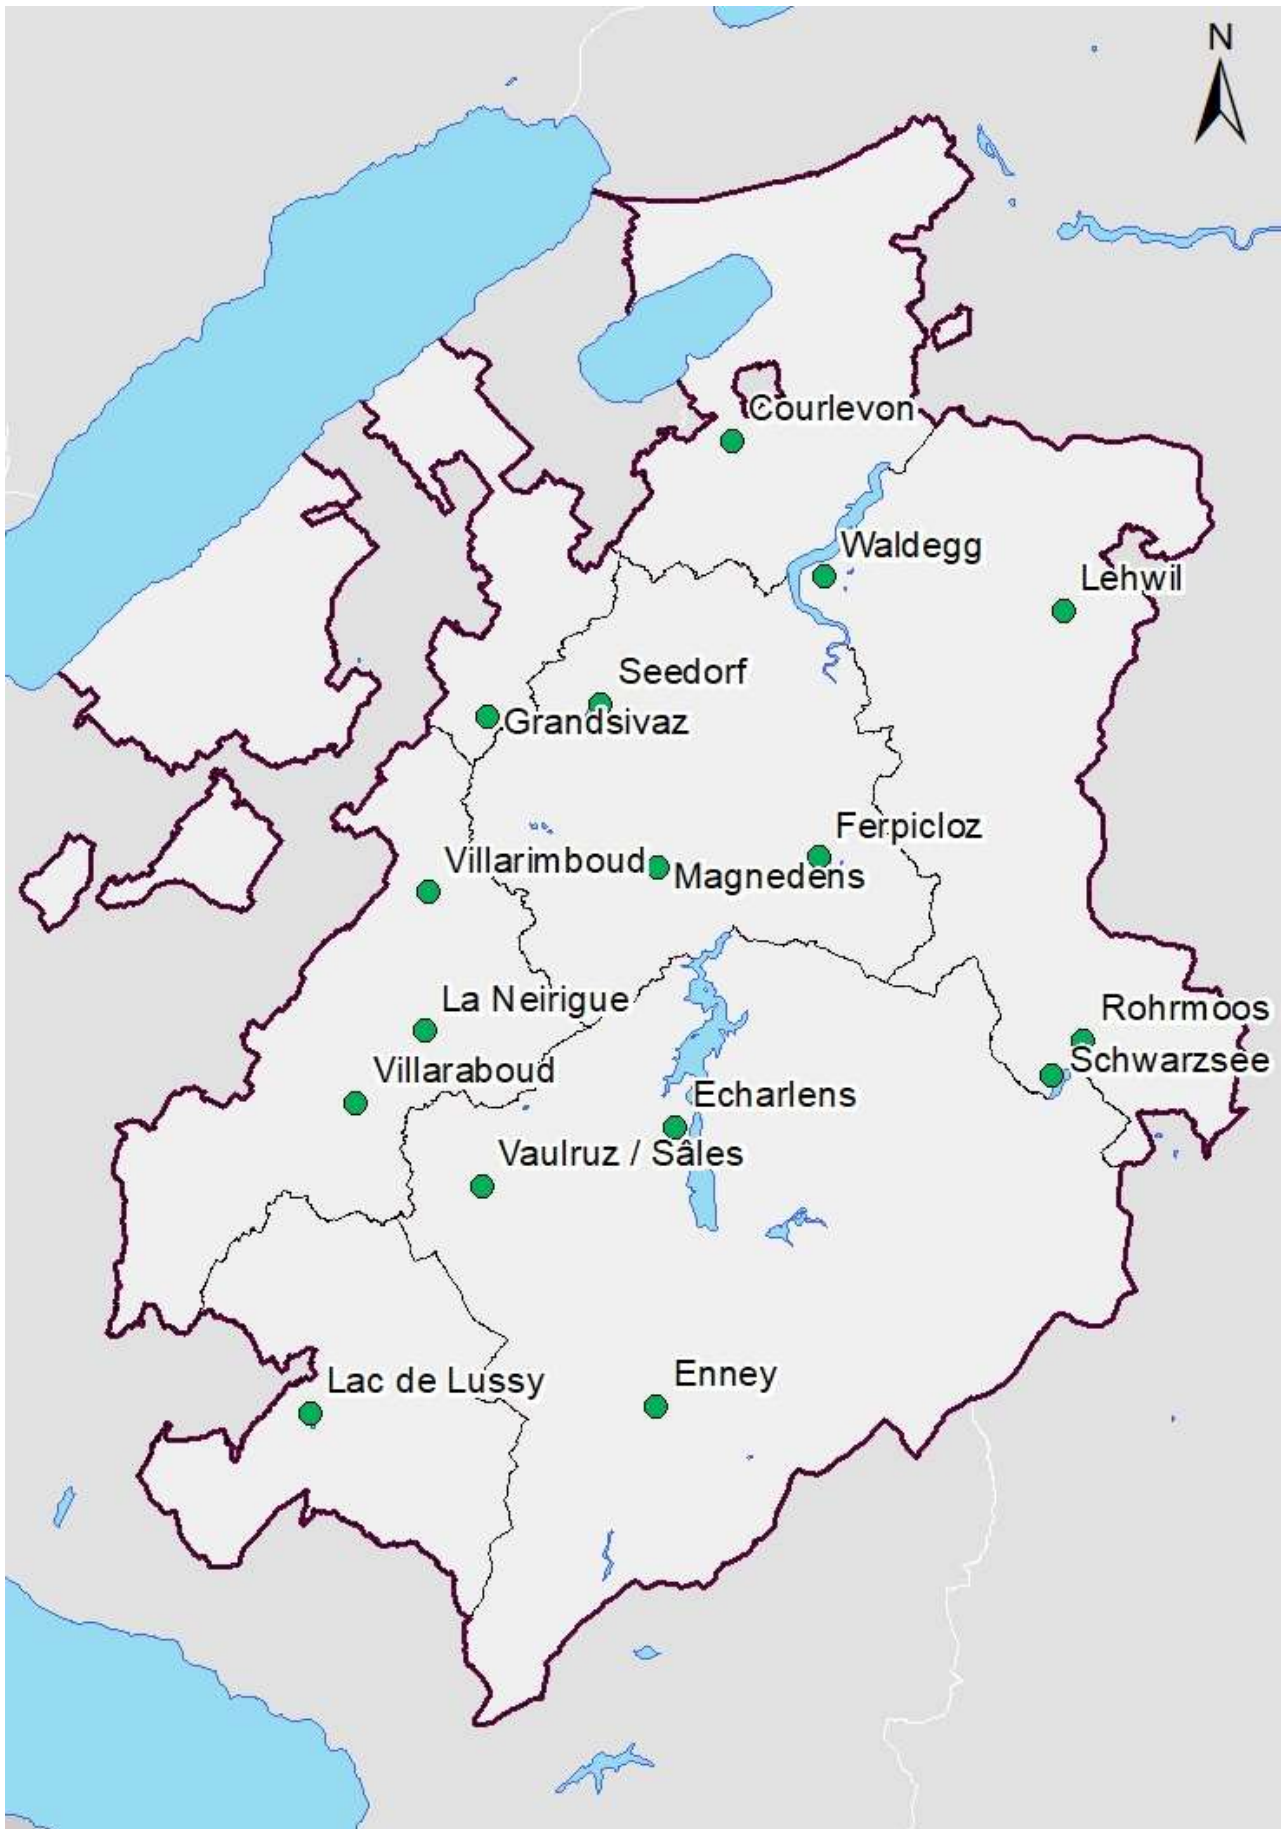 N
Courlevon
Waldegg
Lehwil
Seedorf
Grandsivaz
Ferpicloz
Villarimboud
Magnedens
La Neirigue
Rohrmoos
Schwarzsee
Villaraboud
Echarlens
Vaulruz / Sâles
Enney
Lac de Lussy